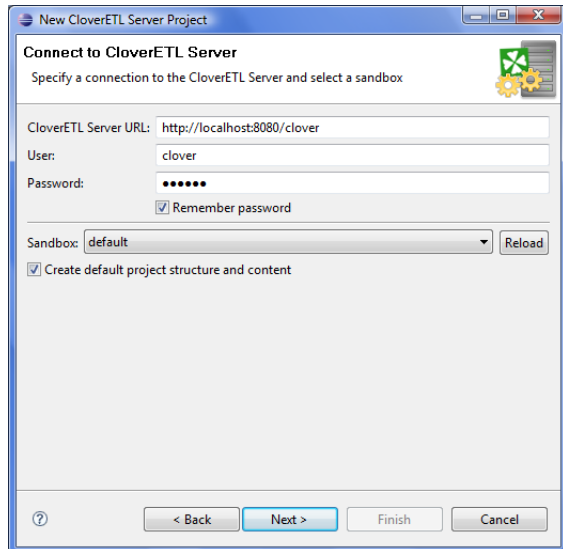 New CloverETL Server Project
Connect to CloverETL Server
Specify a connection to the CloverETL Server and select a sandbox
CloverETL Server URL: http://localhost:8080/clover
User: clover
Password: ••••••
Remember password
Sandbox: default Reload
Create default project structure and content
? < Back Next > Finish Cancel